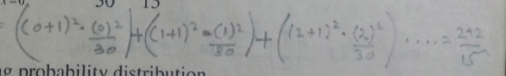 30 15
= ((0+1)²·(0)²/30)+((1+1)²·(1)²/30)+((2+1)²·(2)²/30).....=292/15
probability distribution